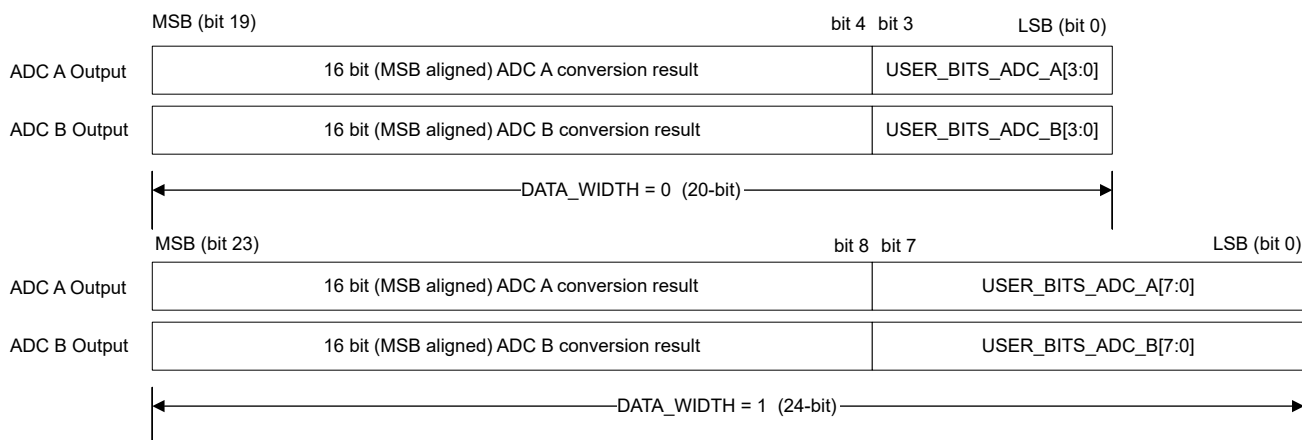 MSB (bit 19) bit 4 bit 3 LSB (bit 0)
ADC A Output 16 bit (MSB aligned) ADC A conversion result USER_BITS_ADC_A[3:0]
ADC B Output 16 bit (MSB aligned) ADC B conversion result USER_BITS_ADC_B[3:0]
DATA_WIDTH = 0 (20-bit)
MSB (bit 23) bit 8 bit 7 LSB (bit 0)
ADC A Output 16 bit (MSB aligned) ADC A conversion result USER_BITS_ADC_A[7:0]
ADC B Output 16 bit (MSB aligned) ADC B conversion result USER_BITS_ADC_B[7:0]
DATA_WIDTH = 1 (24-bit)